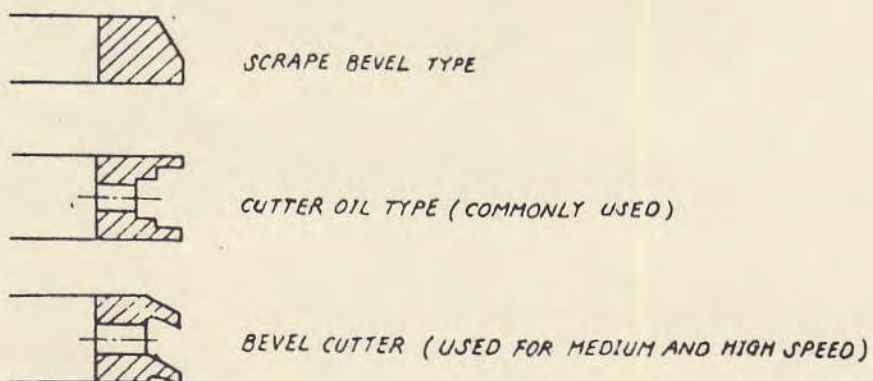 SCRAPE BEVEL TYPE
CUTTER OIL TYPE (COMMONLY USED)
BEVEL CUTTER (USED FOR MEDIUM AND HIGH SPEED)